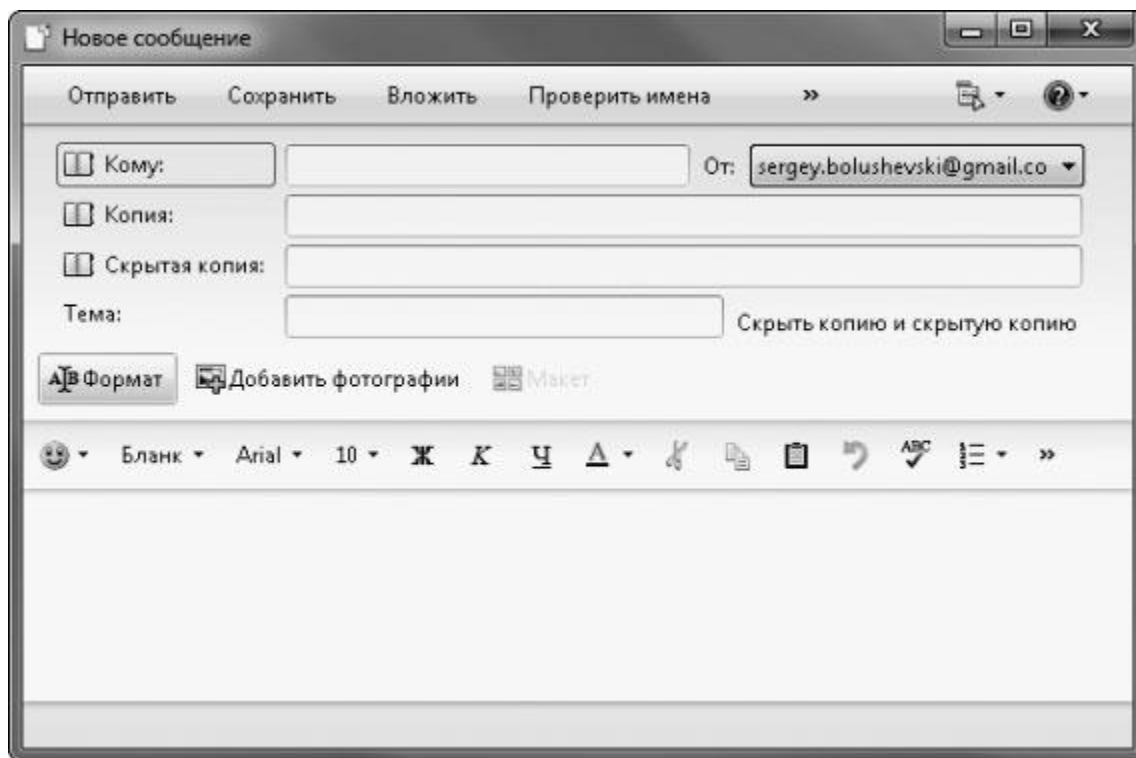 Новое сообщение
Отправить Сохранить Вложить Проверить имена »
Кому: От: sergey.bolushevski@gmail.co
Копия:
Скрытая копия:
Тема: Скрыть копию и скрытую копию
АВ Формат Добавить фотографии Макет
Бланк Arial 10 Ж К Ч А ABC »